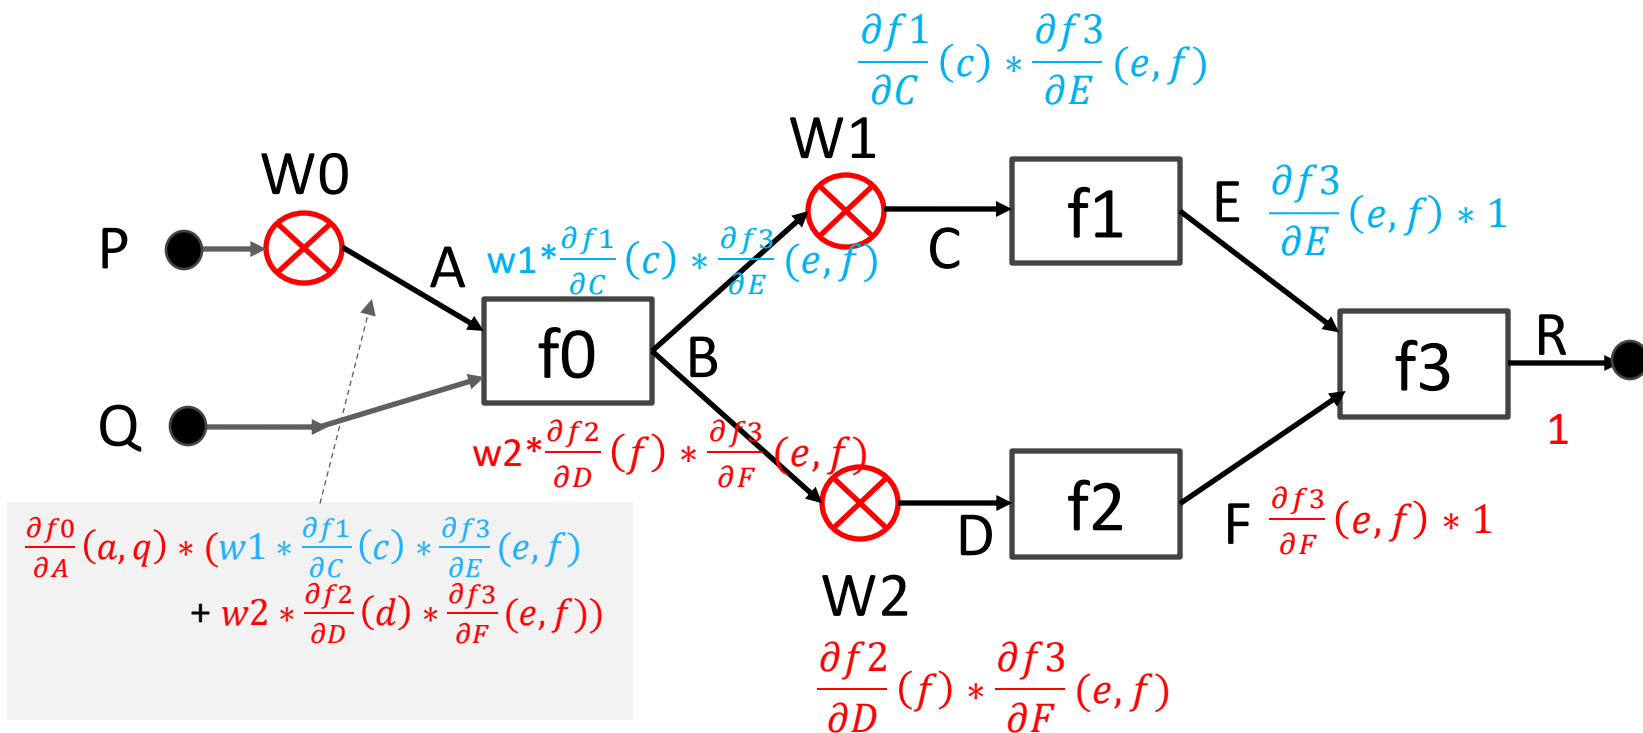 ∂f1/∂C (c) ∗ ∂f3/∂E (e, f)
W1
W0
P
A
w1*∂f1/∂C (c) ∗ ∂f3/∂E (e, f)
C
f1
E
∂f3/∂E (e, f) ∗ 1
f0
B
f3
R
1
Q
w2*∂f2/∂D (f) ∗ ∂f3/∂F (e, f)
D
f2
F
∂f3/∂F (e, f) ∗ 1
∂f0/∂A (a, q) ∗ (w1 ∗ ∂f1/∂C (c) ∗ ∂f3/∂E (e, f)
+ w2 ∗ ∂f2/∂D (d) ∗ ∂f3/∂F (e, f))
W2
∂f2/∂D (f) ∗ ∂f3/∂F (e, f)